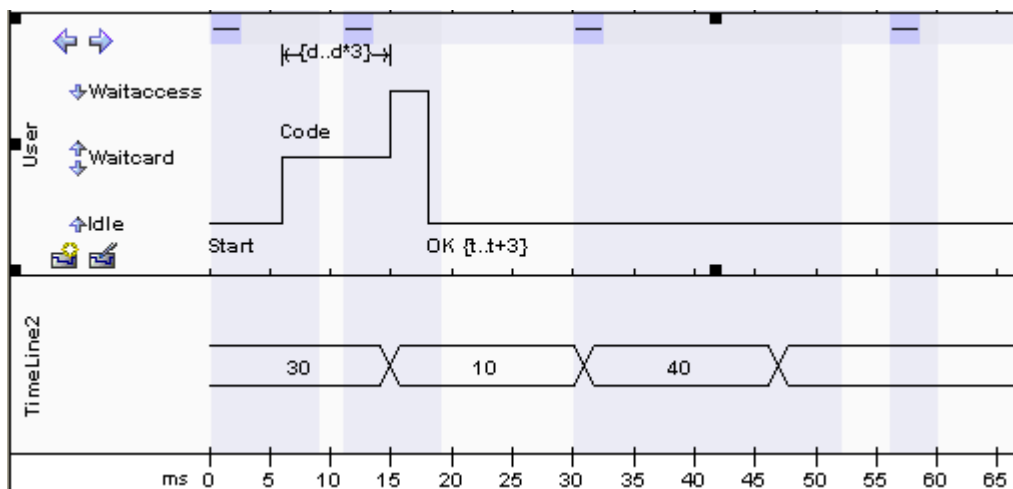 {d..d*3}
Waitaccess
Code
User
Waitcard
Idle
Start
OK {t..t+3}
TimeLine2
30
10
40
ms 0 5 10 15 20 25 30 35 40 45 50 55 60 65